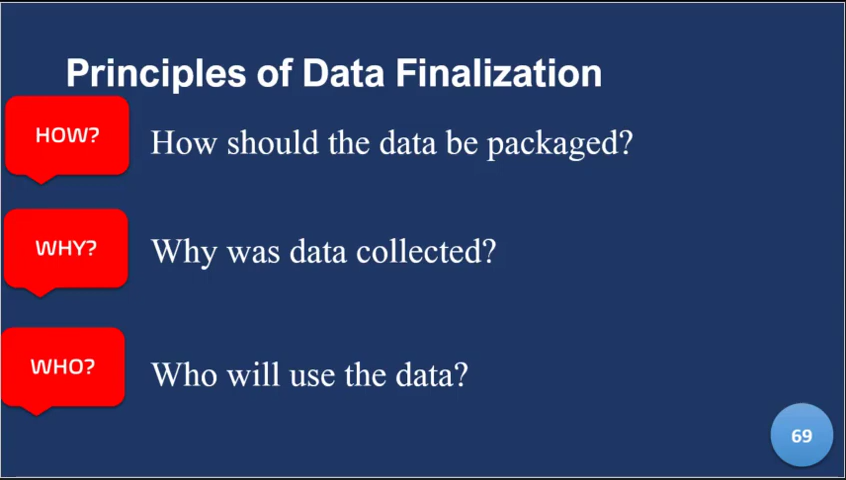 Principles of Data Finalization
HOW?
How should the data be packaged?
WHY?
Why was data collected?
WHO?
Who will use the data?
69